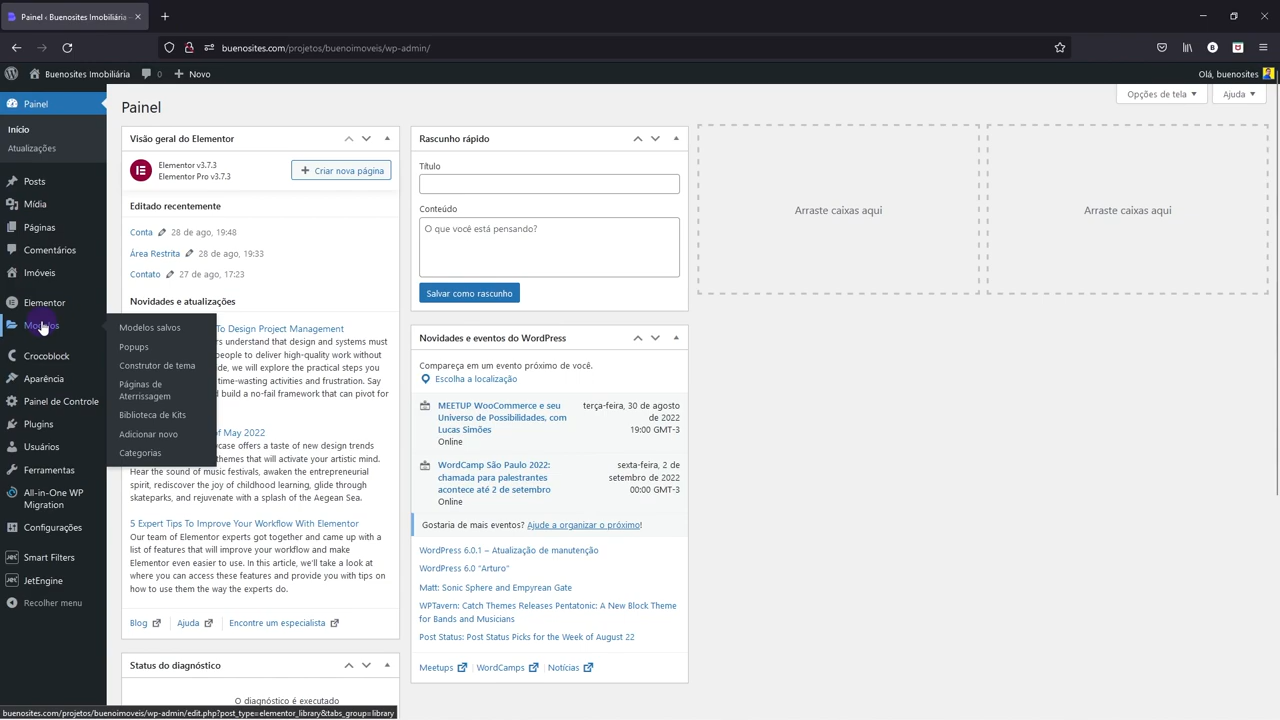 Painel ‹ Buenosites Imobiliária —
buenosites.com/projetos/buenoimoveis/wp-admin/
Buenosites Imobiliária
0
Novo
Olá, buenosites
Painel
Início
Atualizações
Posts
Mídia
Páginas
Comentários
Imóveis
Elementor
Modelos
Crocoblock
Aparência
Painel de Controle
Plugins
Usuários
Ferramentas
All-in-One WP
Migration
Configurações
Smart Filters
JetEngine
Recolher menu
Modelos salvos
Popups
Construtor de tema
Páginas de
Aterrissagem
Biblioteca de Kits
Adicionar novo
Categorias
Painel
Opções de tela
Ajuda
Visão geral do Elementor
Elementor v3.7.3
Elementor Pro v3.7.3
Criar nova página
Editado recentemente
Conta 28 de ago, 19:48
Área Restrita 28 de ago, 19:33
Contato 27 de ago, 17:23
Novidades e atualizações
To Design Project Management
rs understand that design and systems must
people to deliver high-quality work without
de, we will explore the practical steps you
time-wasting activities and frustration. Say
d build a no-fail framework that can pivot for
of May 2022
wcase offers a taste of new design trends
themes that will activate your artistic mind.
Hear the sound of music festivals, awaken the entrepreneurial
spirit, rediscover the joy of childhood learning, glide through
skateparks, and rejuvenate with a splash of the Aegean Sea.
5 Expert Tips To Improve Your Workflow With Elementor
Our team of Elementor experts got together and came up with a
list of features that will improve your workflow and make
Elementor even easier to use. In this article, we'll take a look at
where you can access these features and provide you with tips on
how to use them the way the experts do.
Blog
Ajuda
Encontre um especialista
Status do diagnóstico
O diagnóstico é executado
Rascunho rápido
Título
Conteúdo
O que você está pensando?
Salvar como rascunho
Novidades e eventos do WordPress
Compareça em um evento próximo de você.
Escolha a localização
MEETUP WooCommerce e seu
Universo de Possibilidades, com
Lucas Simões
Online
terça-feira, 30 de agosto
de 2022
19:00 GMT-3
WordCamp São Paulo 2022:
chamada para palestrantes
acontece até 2 de setembro
Online
sexta-feira, 2 de
setembro de 2022
00:00 GMT-3
Gostaria de mais eventos? Ajude a organizar o próximo!
WordPress 6.0.1 – Atualização de manutenção
WordPress 6.0 “Arturo”
Matt: Sonic Sphere and Empyrean Gate
WPTavern: Catch Themes Releases Pentatonic: A New Block Theme
for Bands and Musicians
Post Status: Post Status Picks for the Week of August 22
Meetups
WordCamps
Notícias
Arraste caixas aqui
Arraste caixas aqui
buenosites.com/projetos/buenoimoveis/wp-admin/edit.php?post_type=elementor_library&tabs_group=library